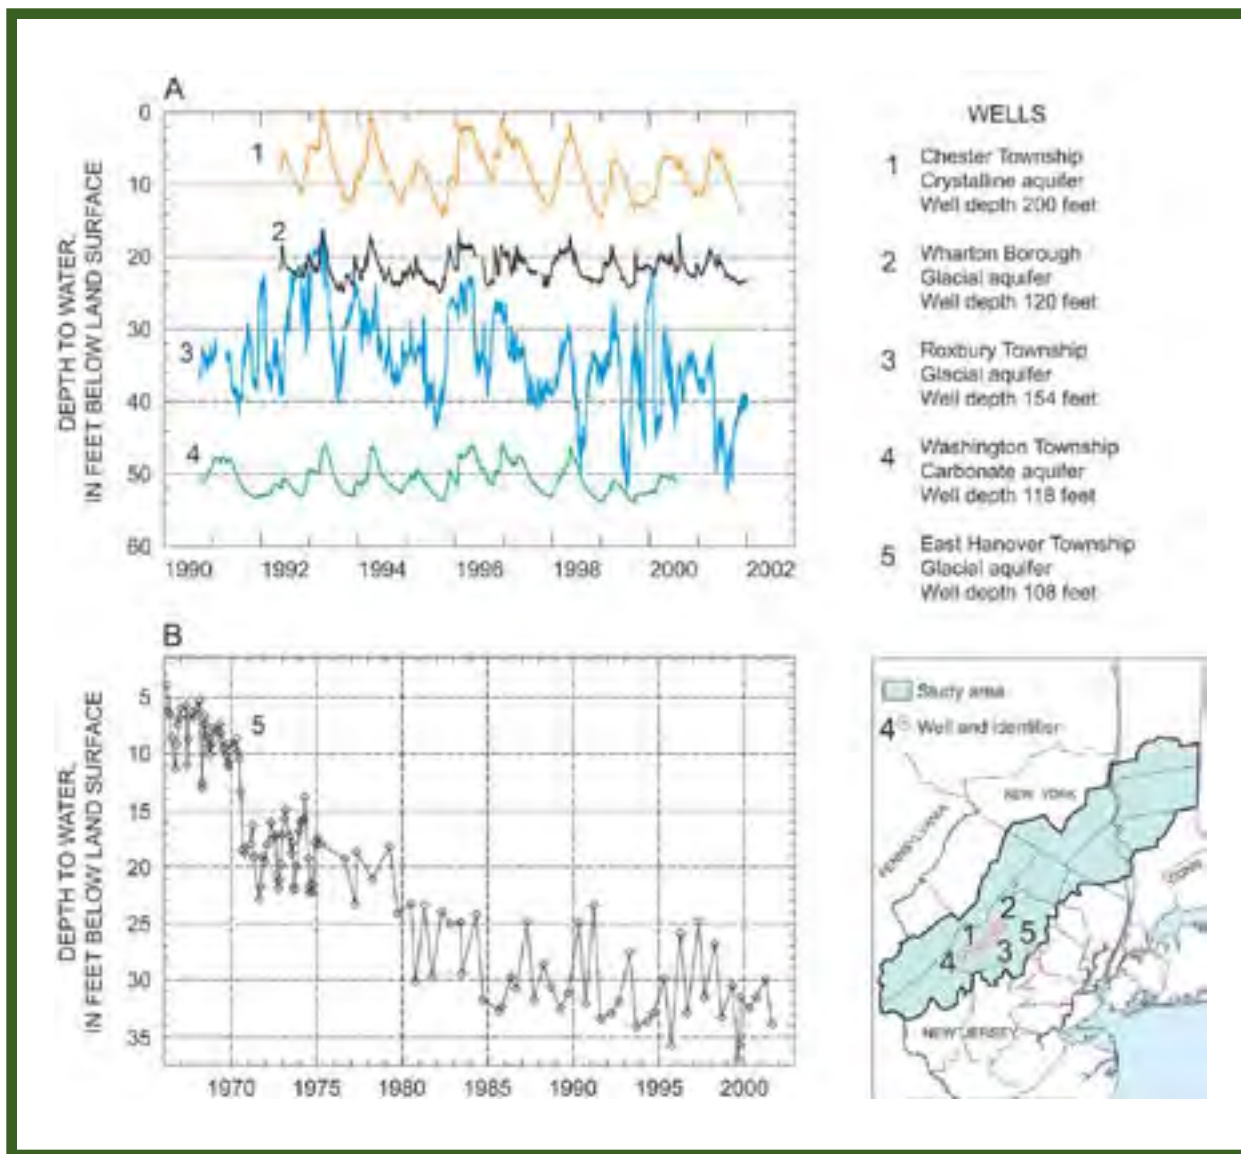 A
DEPTH TO WATER,
IN FEET BELOW LAND SURFACE
0
10
20
30
40
50
60
1
2
3
4
1990 1992 1994 1996 1998 2000 2002
WELLS
1 Chester Township
Crystalline aquifer
Well depth 200 feet
2 Wharton Borough
Glacial aquifer
Well depth 120 feet
3 Roxbury Township
Glacial aquifer
Well depth 154 feet
4 Washington Township
Carbonate aquifer
Well depth 118 feet
5 East Hanover Township
Glacial aquifer
Well depth 108 feet
B
DEPTH TO WATER,
IN FEET BELOW LAND SURFACE
5
10
15
20
25
30
35
5
1970 1975 1980 1985 1990 1995 2000
Study area
4 Well and identifier
NEW YORK
PENNSYLVANIA
CONN
2
1
5
3
4
NEW JERSEY